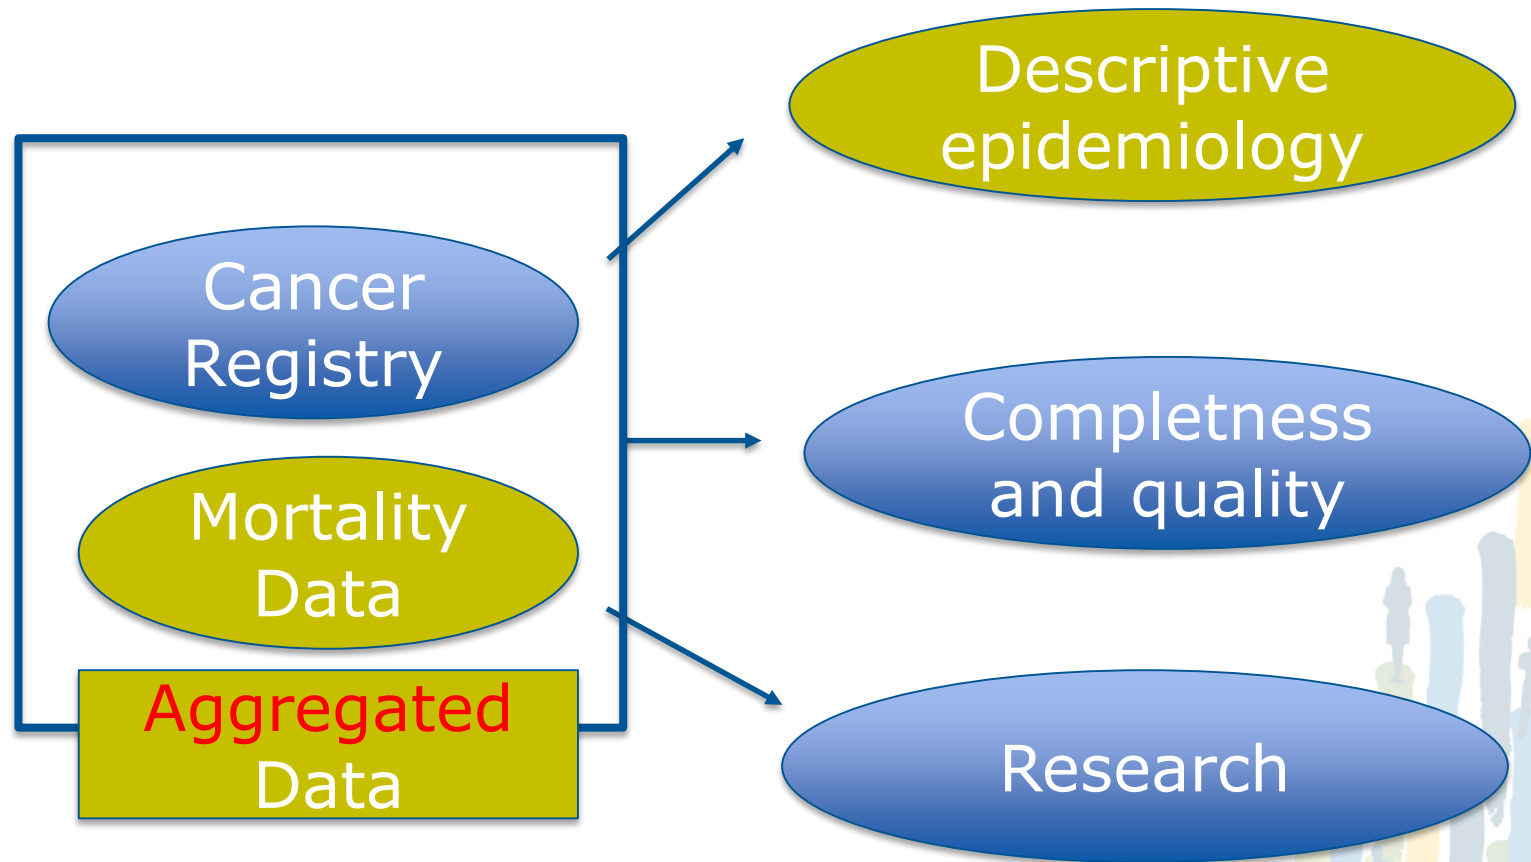 Descriptive
epidemiology
Cancer
Registry
Completness
and quality
Mortality
Data
Aggregated
Data
Research